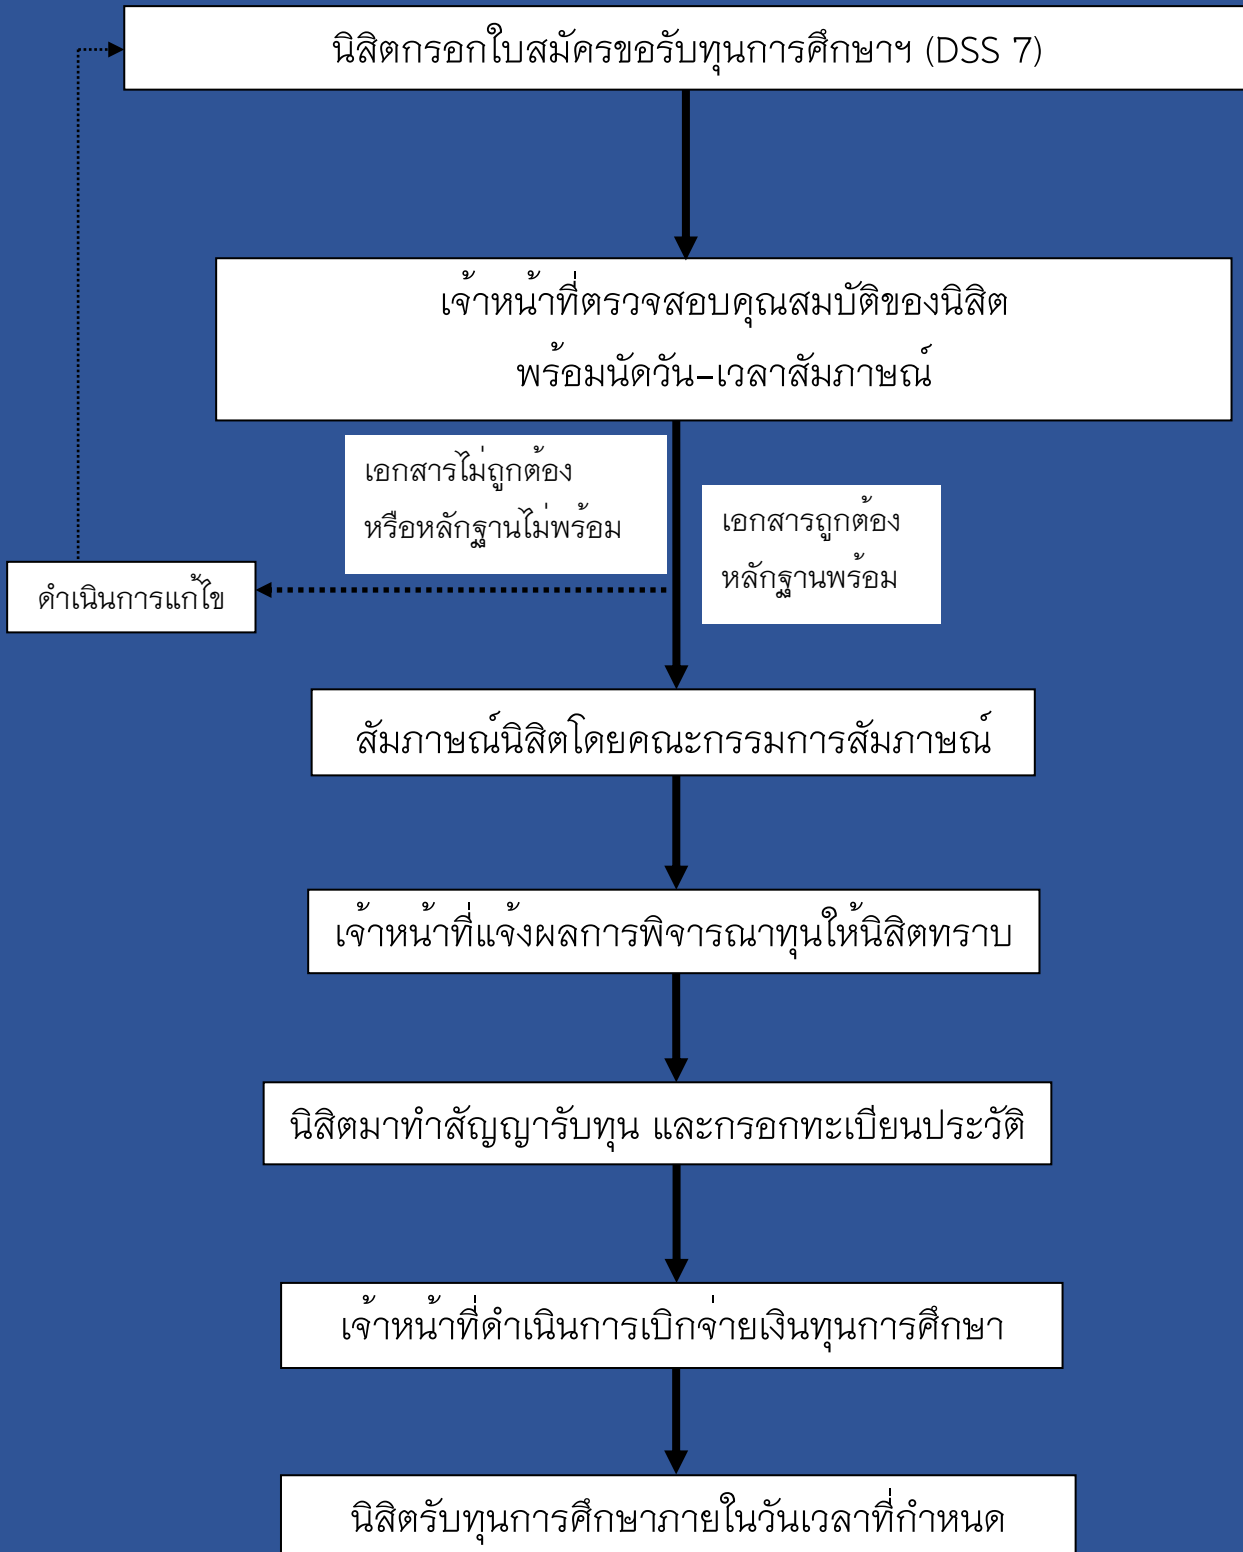 นิสิตกรอกใบสมัครขอรับทุนการศึกษาฯ (DSS 7)
เจ้าหน้าที่ตรวจสอบคุณสมบัติของนิสิต
พร้อมนัดวัน-เวลาสัมภาษณ์
เอกสารไม่ถูกต้อง
หรือหลักฐานไม่พร้อม
เอกสารถูกต้อง
หลักฐานพร้อม
ดำเนินการแก้ไข
สัมภาษณ์นิสิตโดยคณะกรรมการสัมภาษณ์
เจ้าหน้าที่แจ้งผลการพิจารณาทุนให้นิสิตทราบ
นิสิตมาทำสัญญารับทุน และกรอกทะเบียนประวัติ
เจ้าหน้าที่ดำเนินการเบิกจ่ายเงินทุนการศึกษา
นิสิตรับทุนการศึกษาภายในวันเวลาที่กำหนด